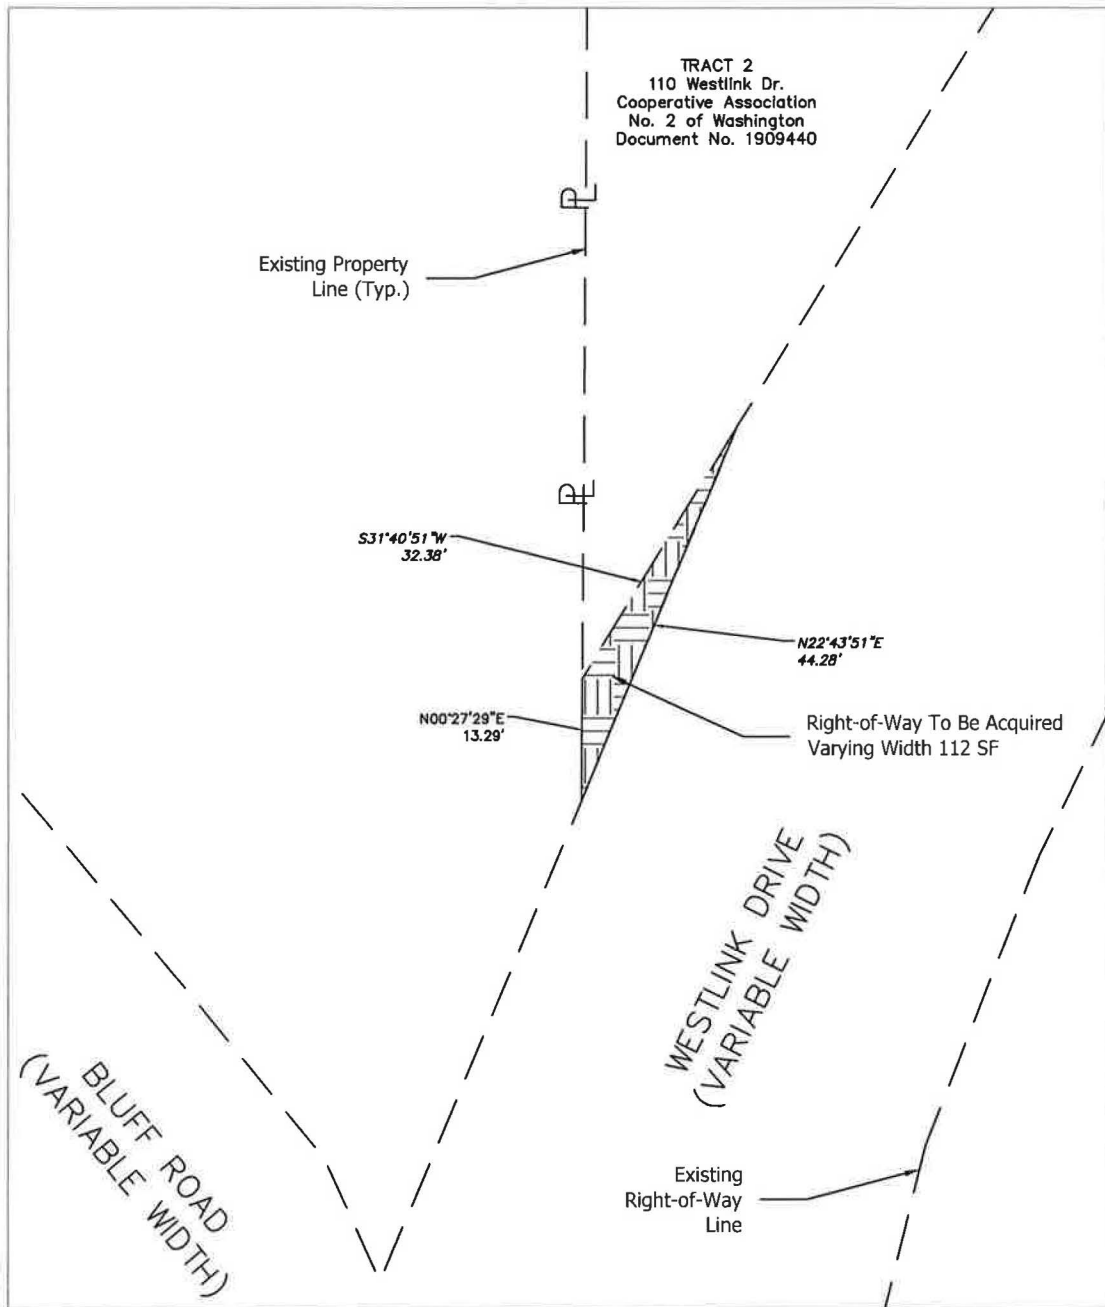 TRACT 2
110 Westlink Dr.
Cooperative Association
No. 2 of Washington
Document No. 1909440
PL
Existing Property
Line (Typ.)
PL
S31°40'51"W
32.38'
N22°43'51"E
44.28'
N00°27'29"E
13.29'
Right-of-Way To Be Acquired
Varying Width 112 SF
WESTLINK DRIVE
(VARIABLE WIDTH)
BLUFF ROAD
(VARIABLE WIDTH)
Existing
Right-of-Way
Line